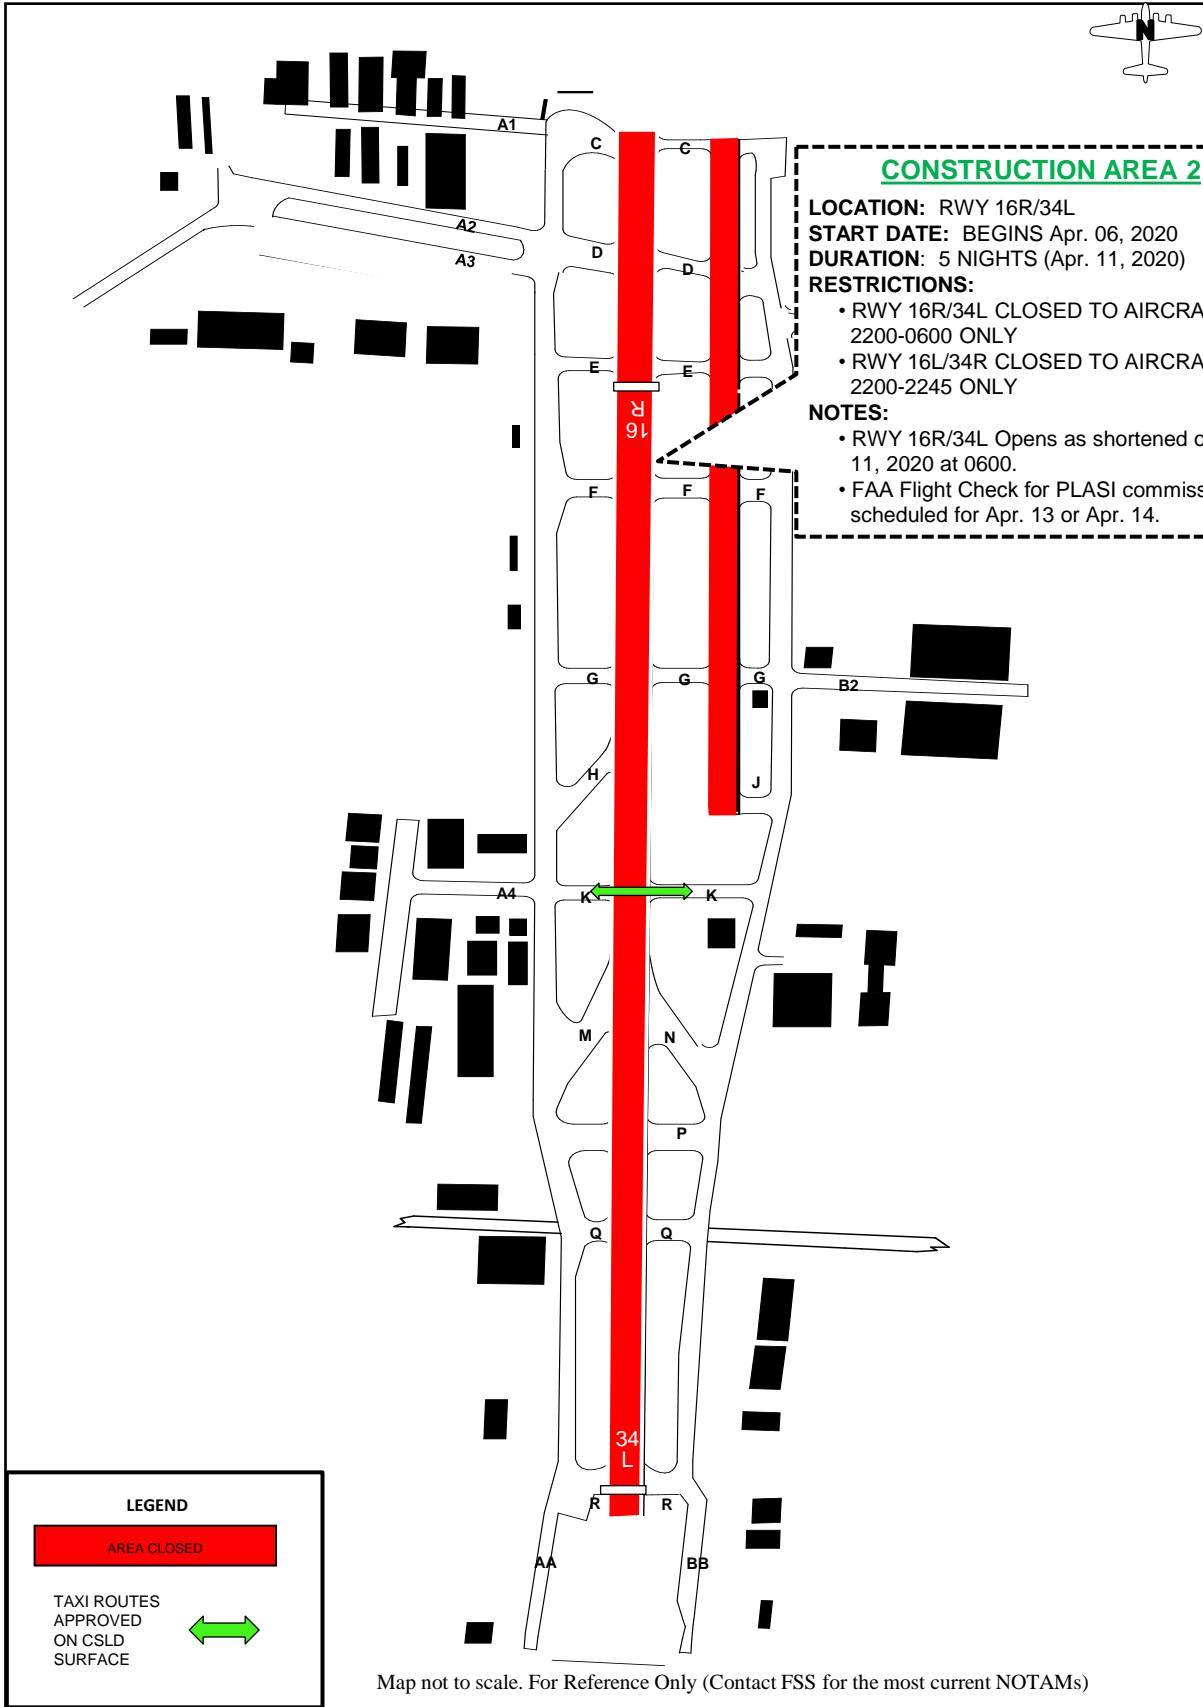 N
A1
C
C
CONSTRUCTION AREA 2
LOCATION: RWY 16R/34L
START DATE: BEGINS Apr. 06, 2020
DURATION: 5 NIGHTS (Apr. 11, 2020)
RESTRICTIONS:
• RWY 16R/34L CLOSED TO AIRCRA
2200-0600 ONLY
• RWY 16L/34R CLOSED TO AIRCRA
2200-2245 ONLY
NOTES:
• RWY 16R/34L Opens as shortened o
11, 2020 at 0600.
• FAA Flight Check for PLASI commiss
scheduled for Apr. 13 or Apr. 14.
A2
A3
D
D
E
E
16
R
F
F
F
G
G
G
B2
H
J
A4
K
K
M
N
P
Q
Q
34
L
R
R
AA
BB
LEGEND
AREA CLOSED
TAXI ROUTES
APPROVED
ON CSLD
SURFACE
Map not to scale. For Reference Only (Contact FSS for the most current NOTAMs)